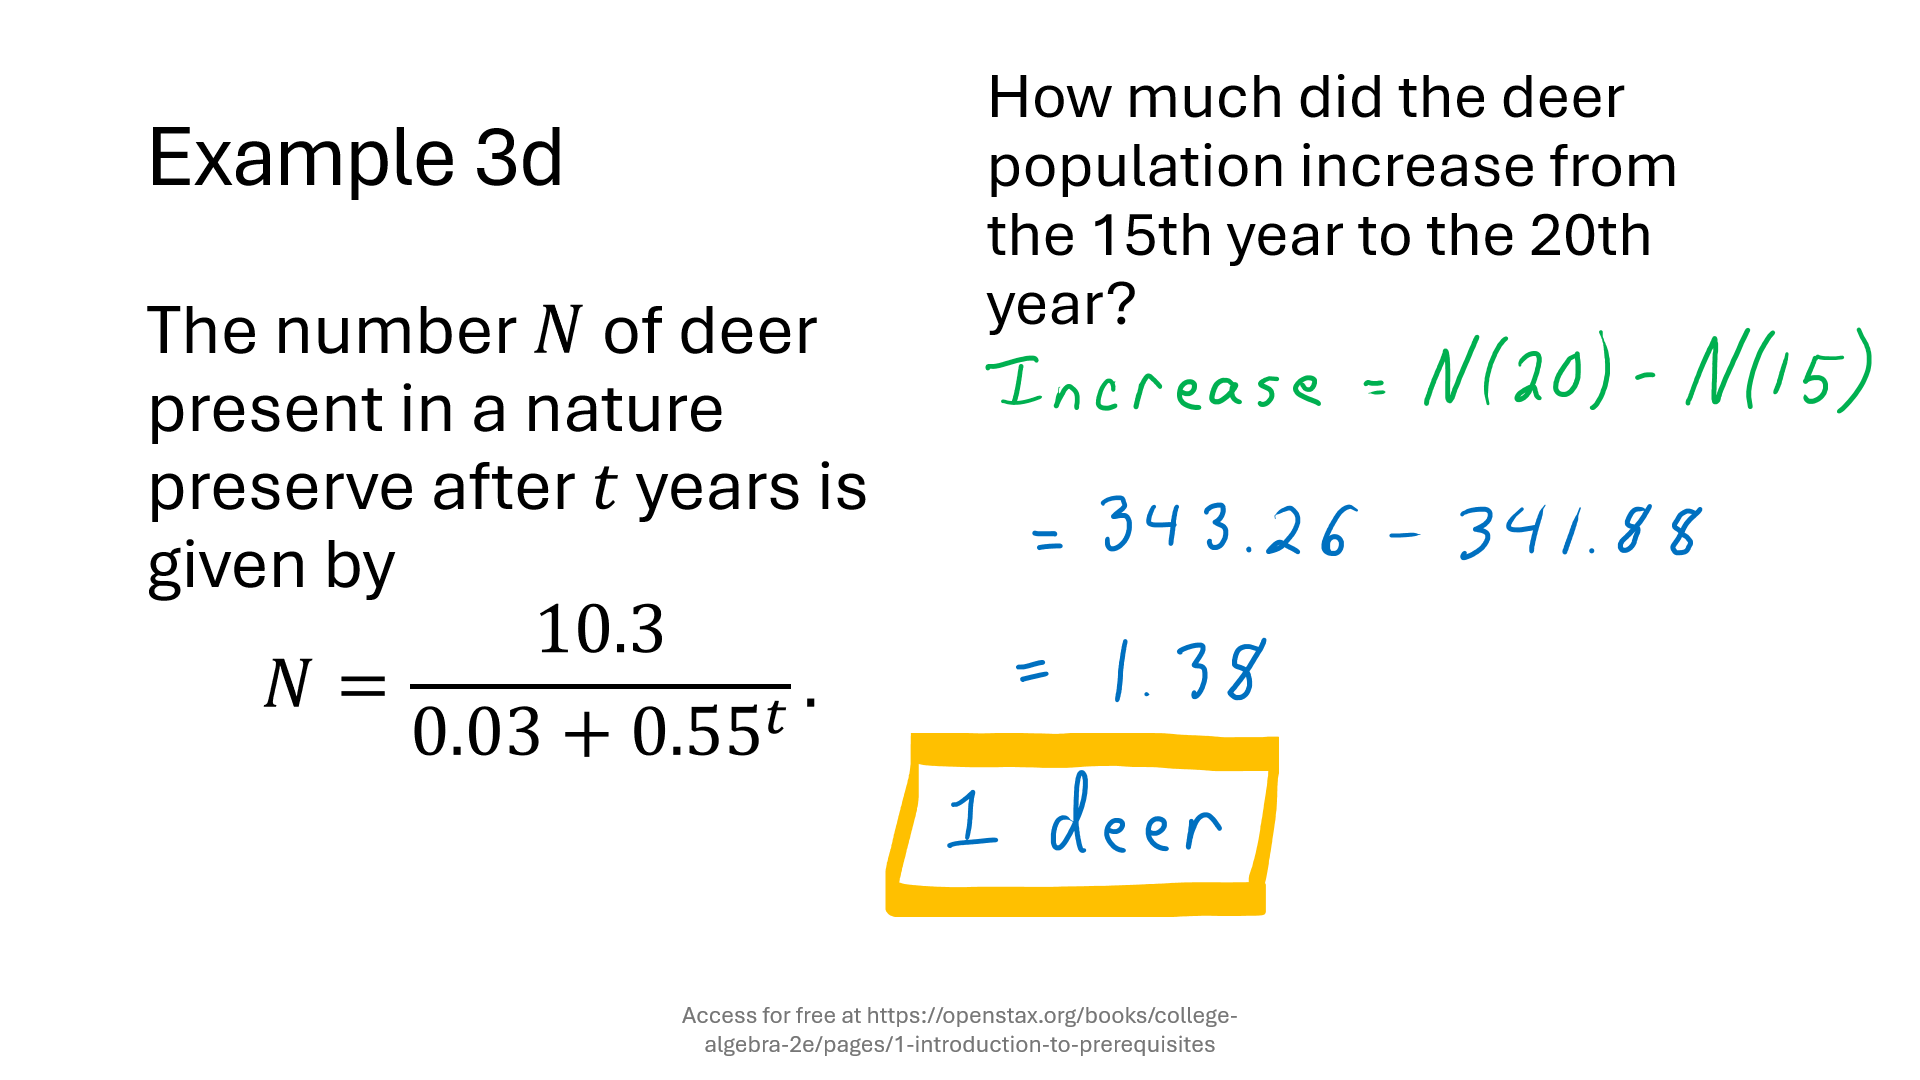 Example 3d
The number N of deer
present in a nature
preserve after t years is
given by
N = 10.3 / (0.03 + 0.55^t).
How much did the deer
population increase from
the 15th year to the 20th
year?
Increase = N(20) - N(15)
= 343.26 - 341.88
= 1.38
1 deer
Access for free at https://openstax.org/books/college-
algebra-2e/pages/1-introduction-to-prerequisites